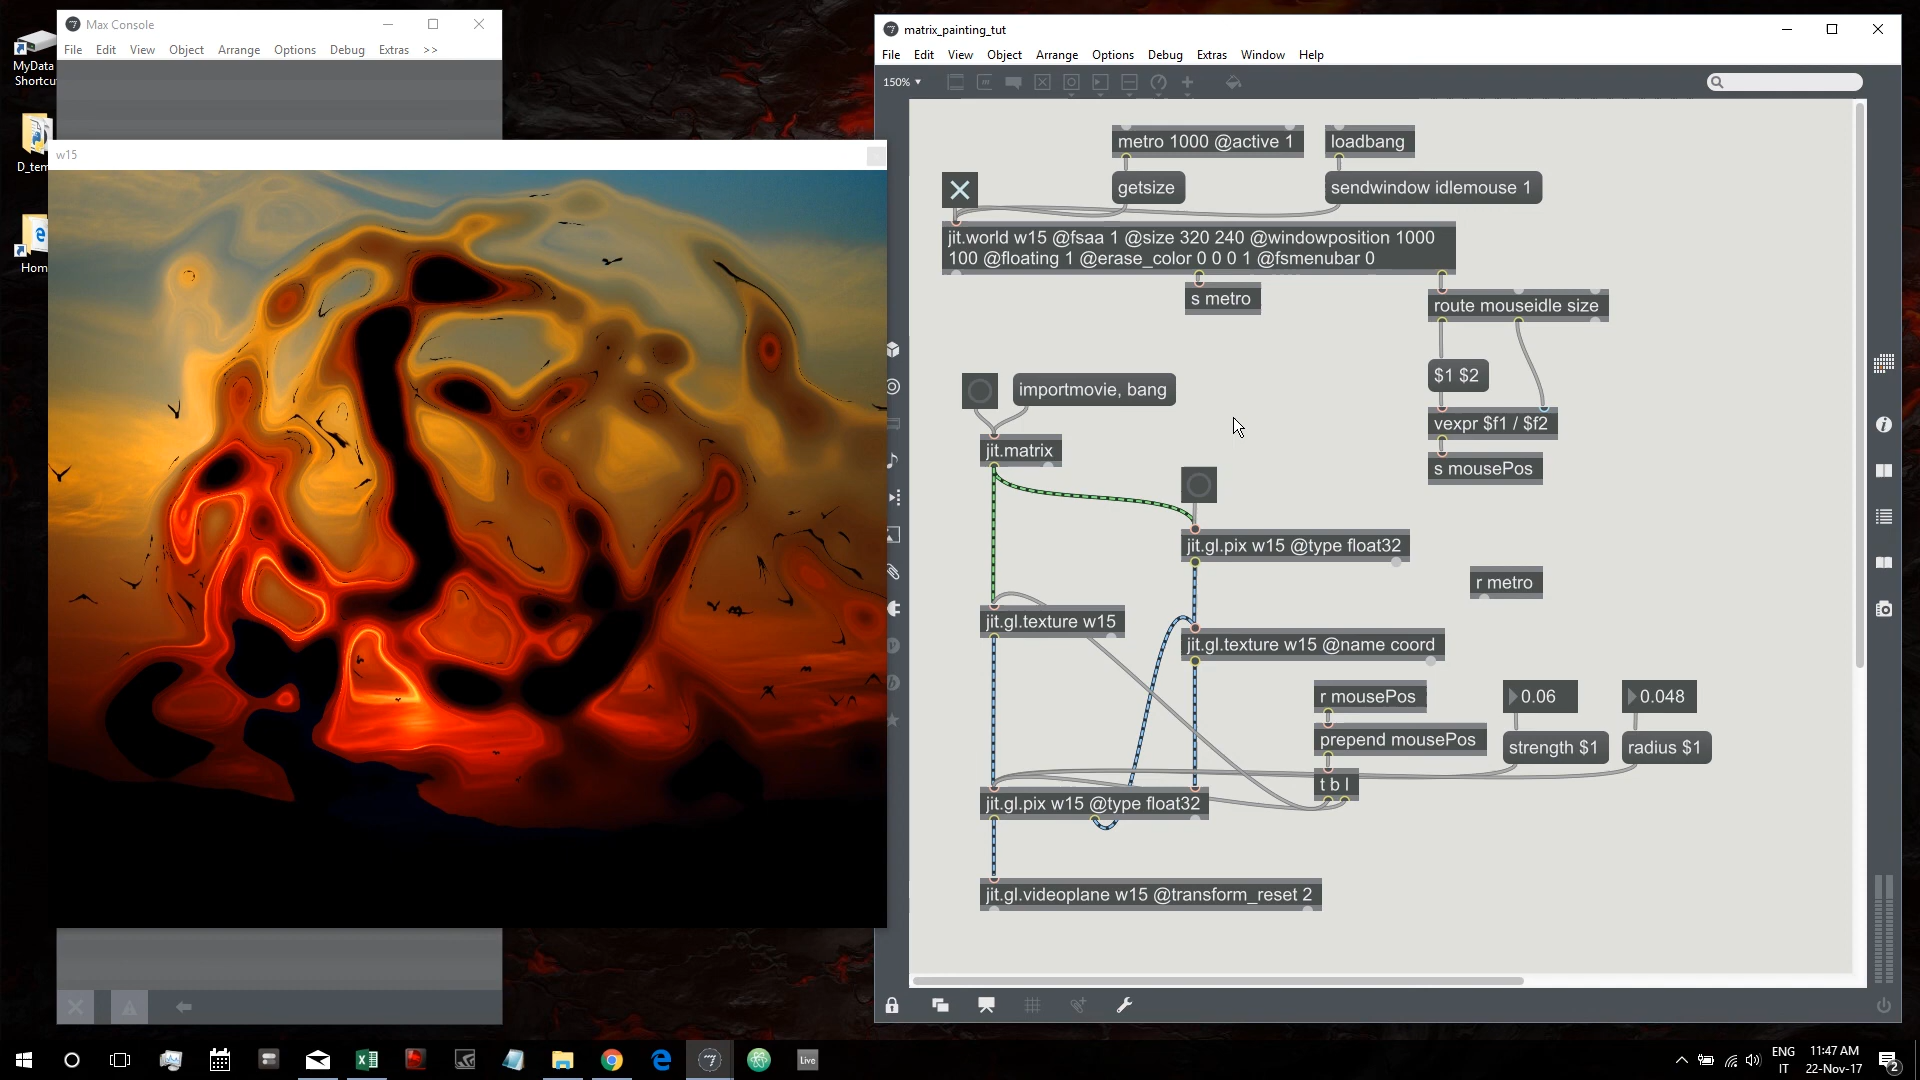 Max Console
File Edit View Object Arrange Options Debug Extras >>
MyData
Shortcu
D_tem
Hom
w15
matrix_painting_tut
File Edit View Object Arrange Options Debug Extras Window Help
150%
metro 1000 @active 1
loadbang
getsize
sendwindow idlemouse 1
jit.world w15 @fsaa 1 @size 320 240 @windowposition 1000
100 @floating 1 @erase_color 0 0 0 1 @fsmenubar 0
s metro
route mouseidle size
$1 $2
importmovie, bang
vexpr $f1 / $f2
jit.matrix
s mousePos
jit.gl.pix w15 @type float32
r metro
jit.gl.texture w15
jit.gl.texture w15 @name coord
r mousePos
0.06
0.048
prepend mousePos
strength $1
radius $1
t b l
jit.gl.pix w15 @type float32
jit.gl.videoplane w15 @transform_reset 2
Live
ENG
IT
11:47 AM
22-Nov-17
2